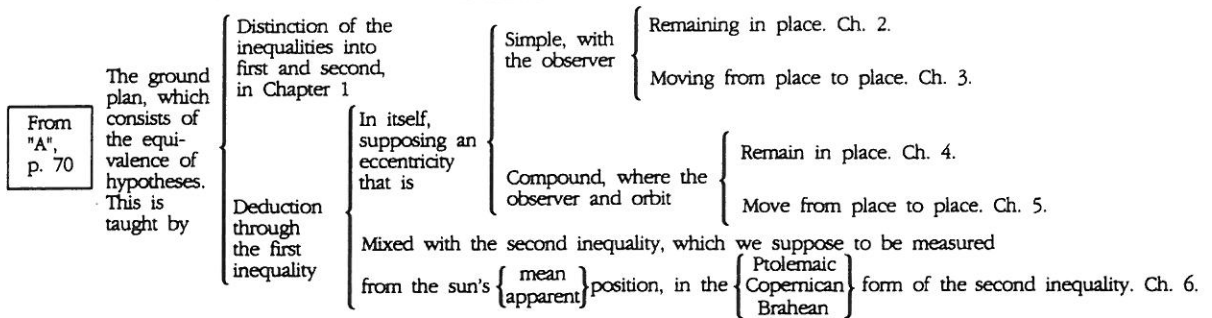 From
"A",
p. 70
The ground
plan, which
consists of
the equi-
valence of
hypotheses.
This is
taught by
Distinction of the
inequalities into
first and second,
in Chapter 1
Deduction
through
the first
inequality
In itself,
supposing an
eccentricity
that is
Simple, with
the observer
Remaining in place. Ch. 2.
Moving from place to place. Ch. 3.
Compound, where the
observer and orbit
Remain in place. Ch. 4.
Move from place to place. Ch. 5.
Mixed with the second inequality, which we suppose to be measured
from the sun's {mean apparent} position, in the {Ptolemaic Copernican Brahean} form of the second inequality. Ch. 6.